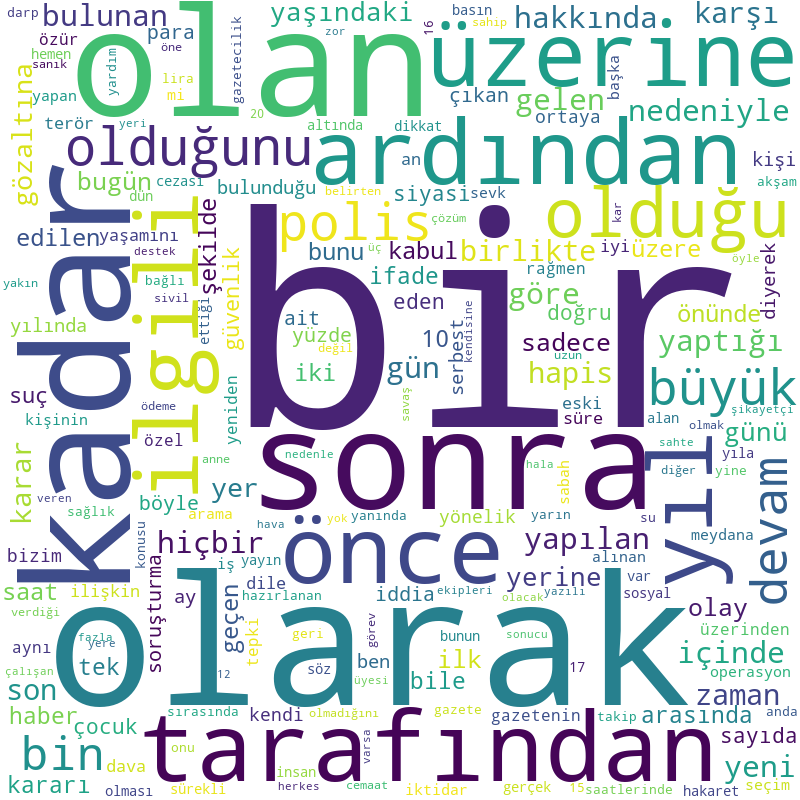 darp
bulunan
olan
yaşındaki
16
basın
sahip
hakkında
karşı
özür
hemen
para
yardım
öne
gazetecilik
zor
üzerine
sanık
lira
mi
çıkan
başka
gözaltına
yapan
gelen
nedeniyle
terör
yeri
20
altında
dikkat
ortaya
olduğunu
ardından
an
kişi
bugün
cezası
bulunduğu
siyasi
sevk
akşam
kadar
dün
belirten
polis
çözüm
olduğu
kar
edilen
yaşamını
ilgili
şekilde
bir
bunu
kabul
birlikte
iyi
üzere
öyle
destek
üç
diyerek
yakın
bağlı
sivil
ettiği
güvenlik
ifade
rağmen
göre
eden
doğru
önünde
yılında
ait
yüzde
10
serbest
kendisine
sadece
yaptığı
değil
iki
gün
uzun
hapis
büyük
suç
ödeme
yeniden
savaş
eski
şikayetçi
kişinin
özel
süre
alan
olmak
günü
karar
anne
nedenle
sonra
sahte
yıl
diğer
yıla
yine
hala
sabah
devam
veren
böyle
yer
sağlık
arama
yok
yanında
yönelik
yarın
su
hava
önce
meydana
bizim
konusu
hiçbir
yapılan
alınan
saat
ilişkin
soruşturma
iş
yayın
iddia
ekipleri
yerine
var
sosyal
verdiği
ay
geçen
dile
hazırlanan
olarak
olacak
yazılı
olay
fazla
yere
tepki
geri
görev
bunun
sonucu
üzerinden
aynı
tek
söz
ben
ilk
içinde
çalışan
12
üyesi
bile
17
operasyon
son
zaman
haber
çocuk
sırasında
kendi
olmadığını
gazete
gazetenin
takip
arasında
anda
bin
onu
tarafından
varsa
sayıda
dava
insan
yeni
kararı
olması
sürekli
herkes
cemaat
iktidar
gerçek
15
saatlerinde
hakaret
seçim